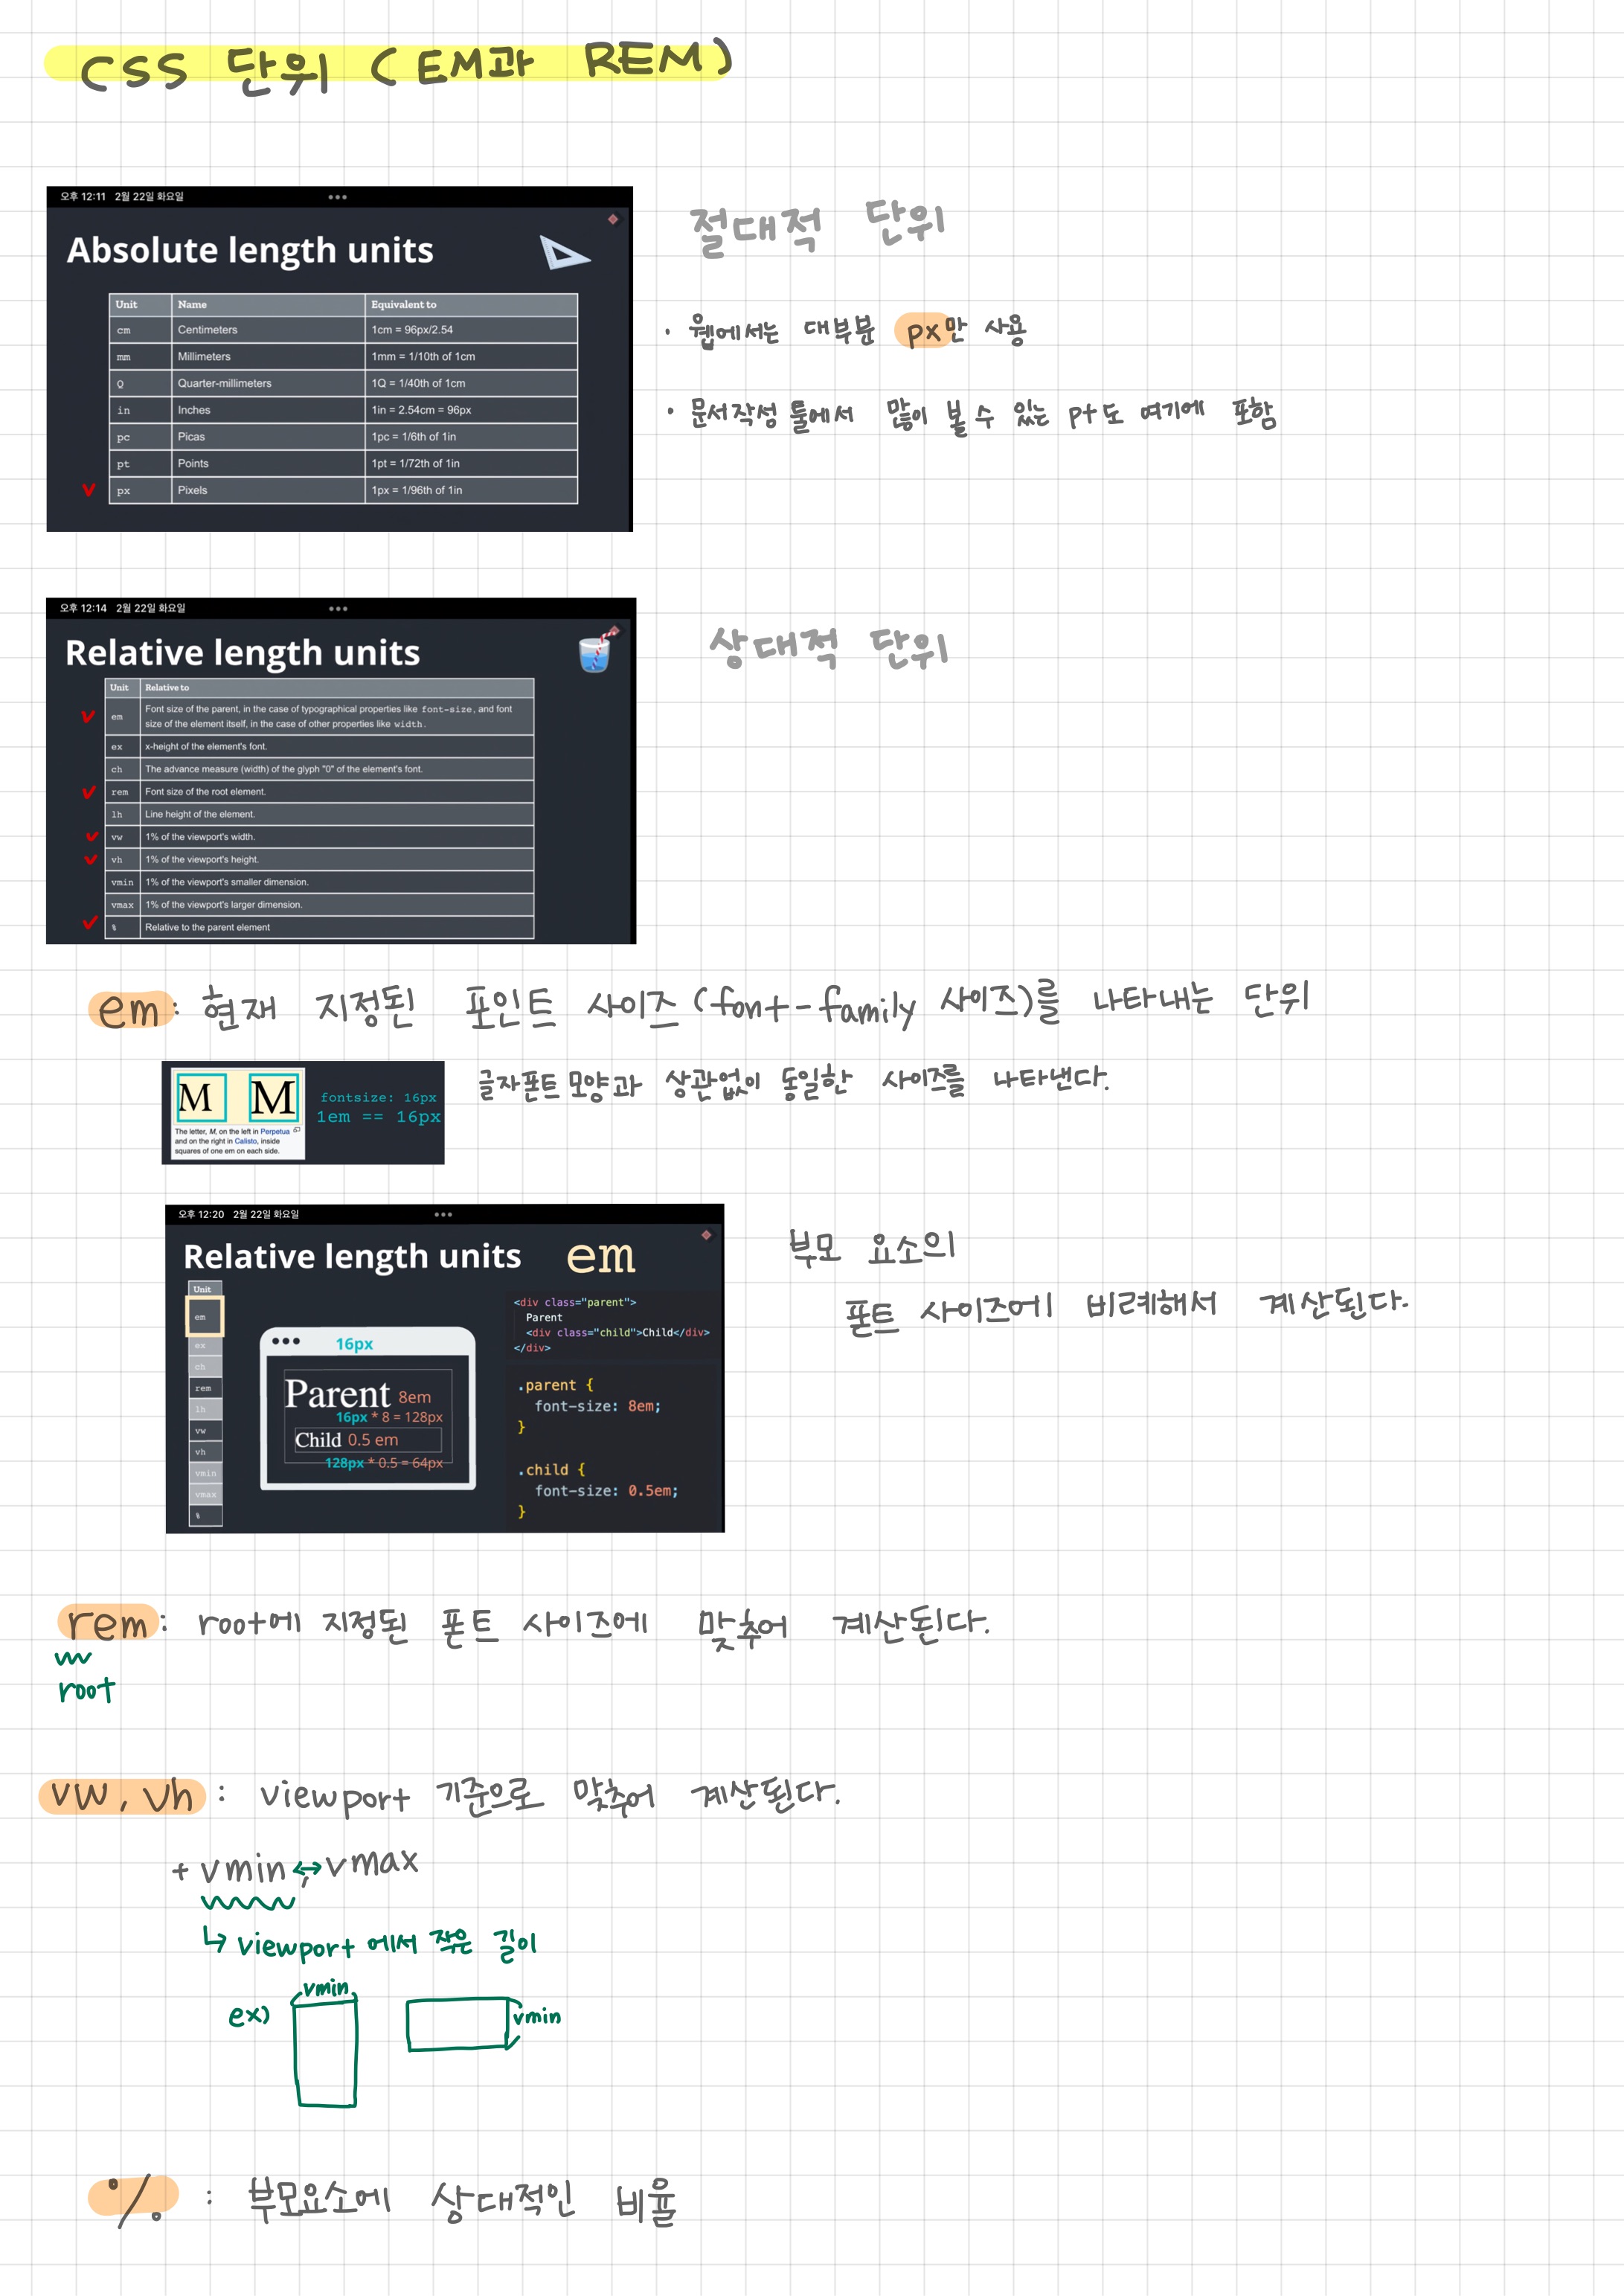 CSS 단위 ( EM과 REM )
오후 12:11 2월 22일 화요일
Absolute length units
Unit Name Equivalent to
cm Centimeters 1cm = 96px/2.54
mm Millimeters 1mm = 1/10th of 1cm
Q Quarter-millimeters 1Q = 1/40th of 1cm
in Inches 1in = 2.54cm = 96px
pc Picas 1pc = 1/6th of 1in
pt Points 1pt = 1/72th of 1in
px Pixels 1px = 1/96th of 1in
절대적 단위
· 웹에서는 대부분 px만 사용
· 문서작성 툴에서 많이 볼 수 있는 pt도 여기에 포함
오후 12:14 2월 22일 화요일
Relative length units
Unit Relative to
em Font size of the parent, in the case of typographical properties like font-size, and font
size of the element itself, in the case of other properties like width.
ex x-height of the element's font.
ch The advance measure (width) of the glyph "0" of the element's font.
rem Font size of the root element.
lh Line height of the element.
vw 1% of the viewport's width.
vh 1% of the viewport's height.
vmin 1% of the viewport's smaller dimension.
vmax 1% of the viewport's larger dimension.
% Relative to the parent element
상대적 단위
em : 현재 지정된 포인트 사이즈 (font-family 사이즈)를 나타내는 단위
M M
The letter, M, on the left in Perpetua
and on the right in Calisto, inside
squares of one em on each side.
fontsize: 16px
1em == 16px
글자폰트 모양과 상관없이 동일한 사이즈를 나타낸다.
오후 12:20 2월 22일 화요일
Relative length units em
Unit
em
ex
ch
rem
lh
vw
vh
vmin
vmax
%
16px
Parent 8em
16px * 8 = 128px
Child 0.5 em
128px * 0.5 = 64px
<div class="parent">
Parent
<div class="child">Child</div>
</div>
.parent {
font-size: 8em;
}
.child {
font-size: 0.5em;
}
부모 요소의
폰트 사이즈에 비례해서 계산된다.
rem : root에 지정된 폰트 사이즈에 맞추어 계산된다.
root
vw, vh : viewport 기준으로 맞추어 계산된다.
+ vmin ↔, vmax
↳ viewport 에서 작은 길이
ex) vmin vmin
% : 부모요소에 상대적인 비율